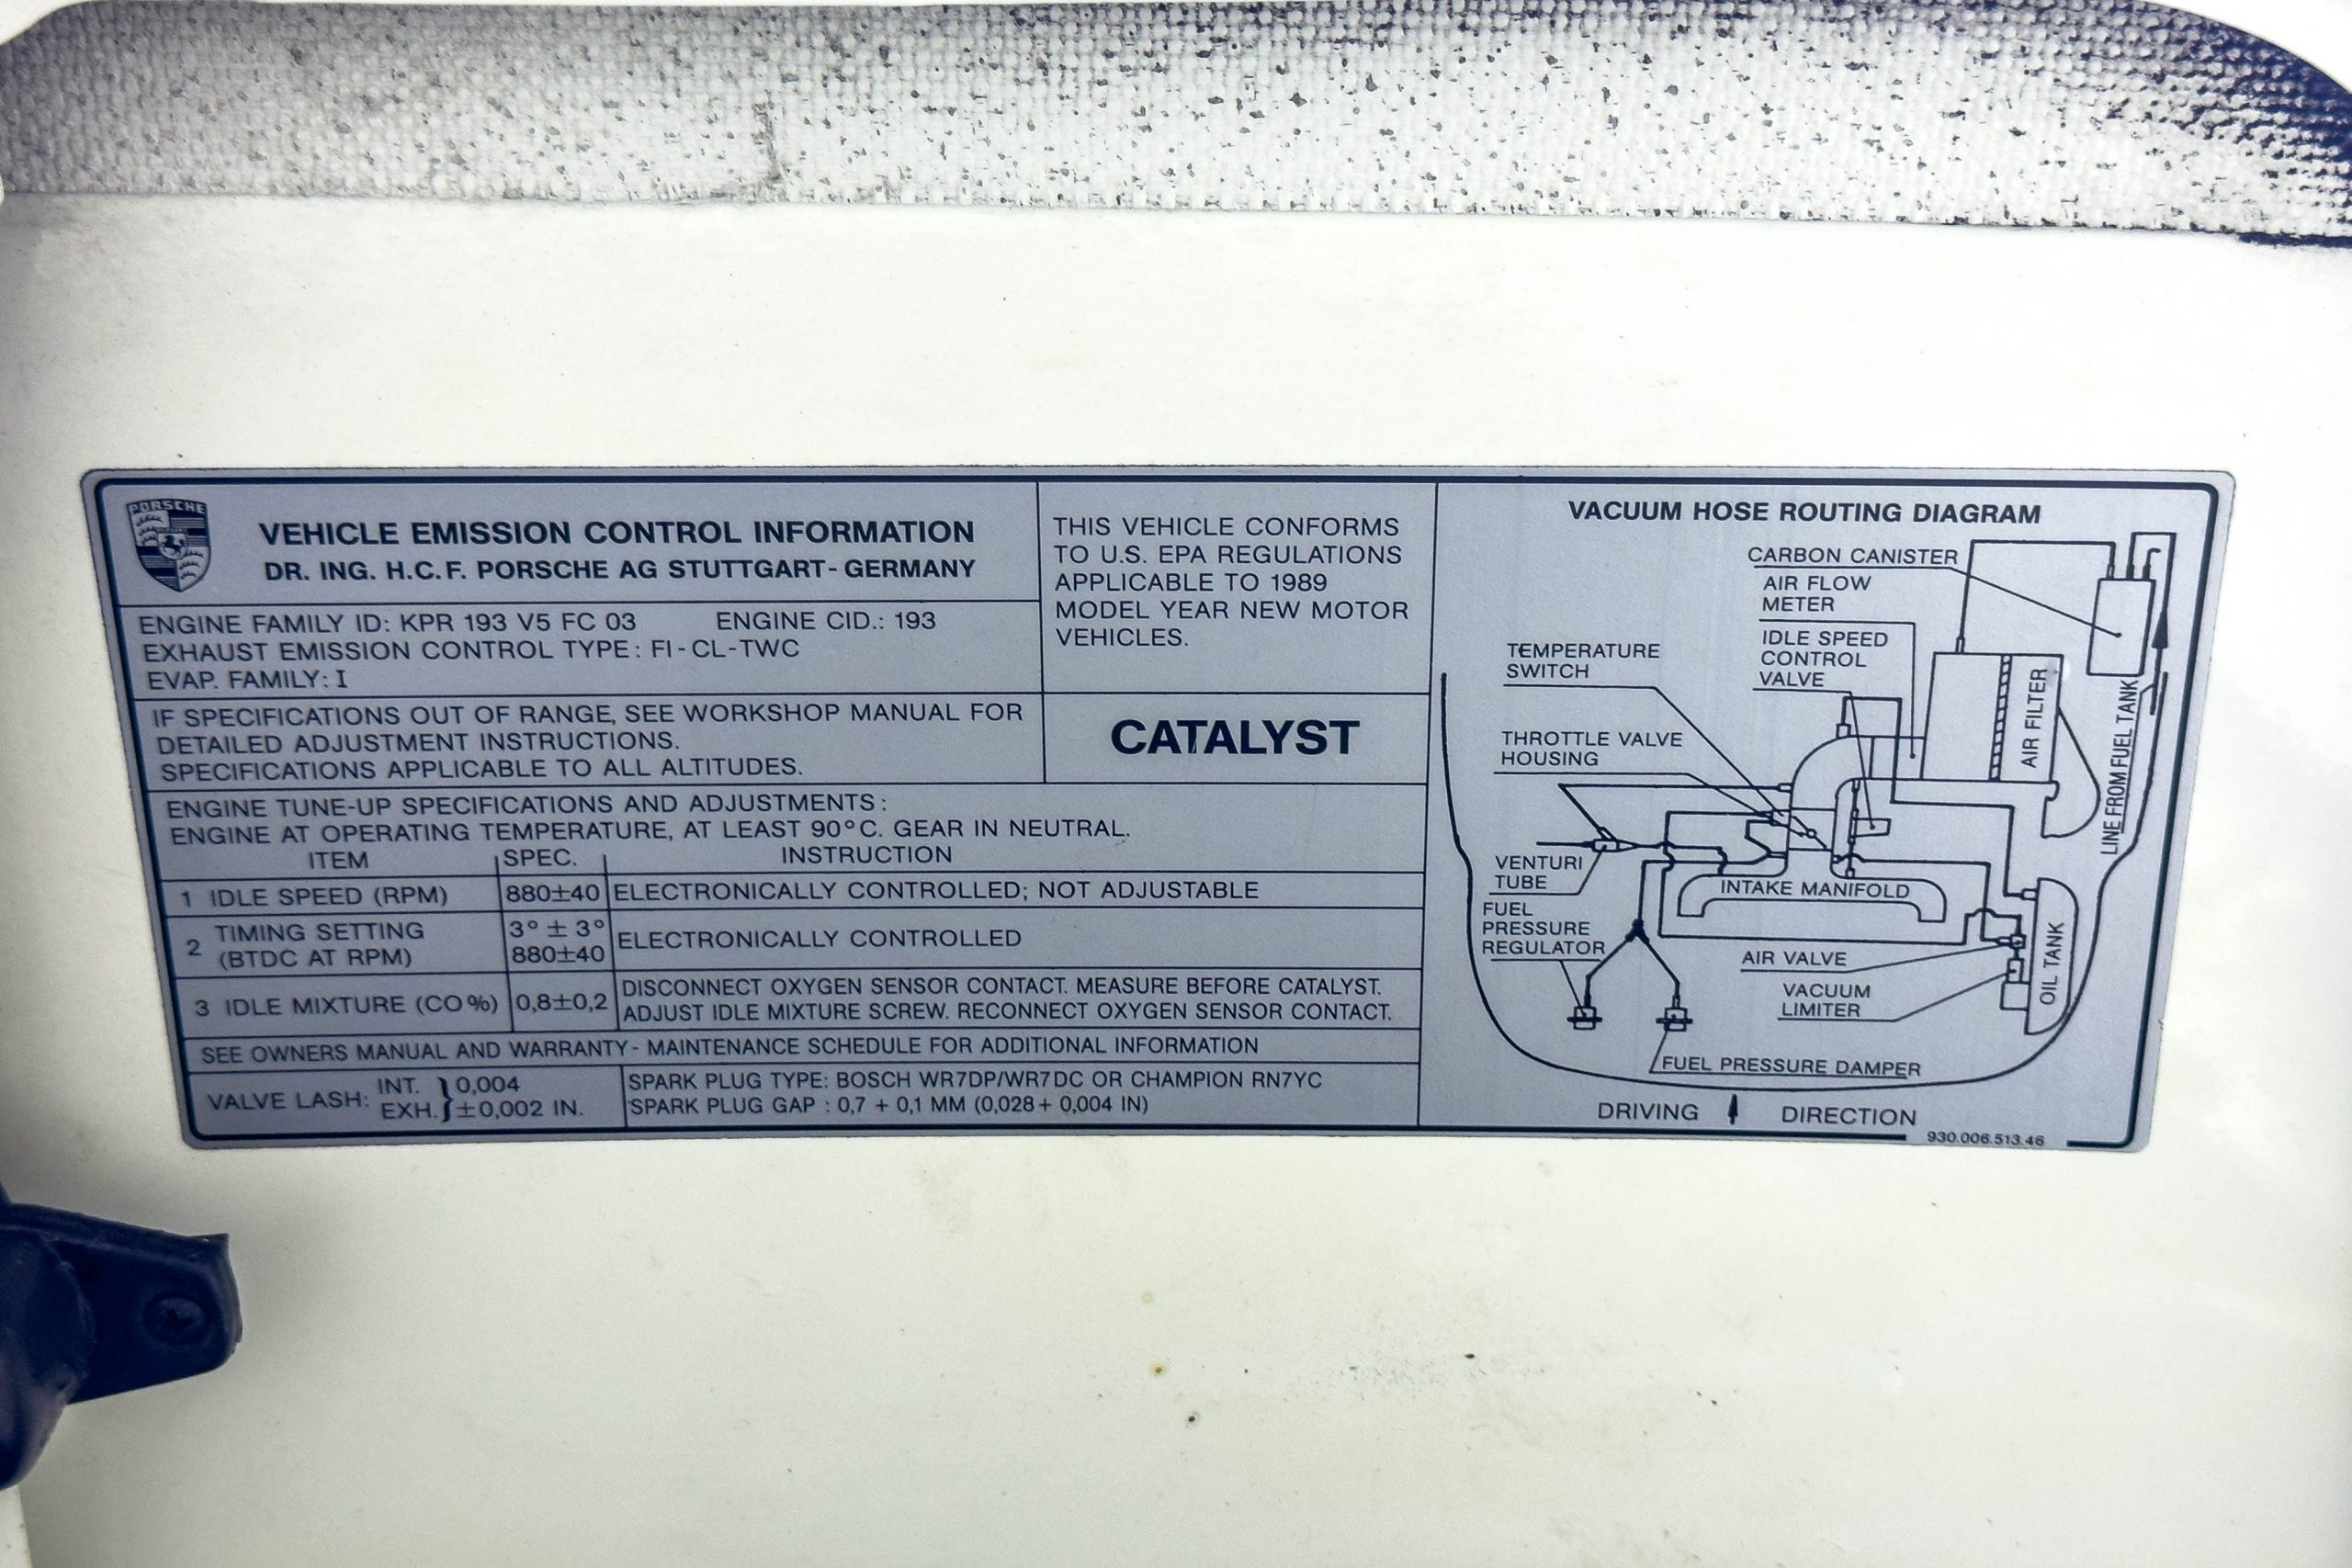 PORSCHE
VEHICLE EMISSION CONTROL INFORMATION
DR. ING. H.C.F. PORSCHE AG STUTTGART-GERMANY
ENGINE FAMILY ID: KPR 193 V5 FC 03 ENGINE CID.: 193
EXHAUST EMISSION CONTROL TYPE: FI-CL-TWC
EVAP. FAMILY: I
THIS VEHICLE CONFORMS
TO U.S. EPA REGULATIONS
APPLICABLE TO 1989
MODEL YEAR NEW MOTOR
VEHICLES.
IF SPECIFICATIONS OUT OF RANGE, SEE WORKSHOP MANUAL FOR
DETAILED ADJUSTMENT INSTRUCTIONS.
SPECIFICATIONS APPLICABLE TO ALL ALTITUDES.
CATALYST
ENGINE TUNE-UP SPECIFICATIONS AND ADJUSTMENTS:
ENGINE AT OPERATING TEMPERATURE, AT LEAST 90°C. GEAR IN NEUTRAL.
ITEM SPEC. INSTRUCTION
1 IDLE SPEED (RPM) 880±40 ELECTRONICALLY CONTROLLED; NOT ADJUSTABLE
2 TIMING SETTING
(BTDC AT RPM)
3° ± 3°
880±40
ELECTRONICALLY CONTROLLED
3 IDLE MIXTURE (CO%) 0,8±0,2
DISCONNECT OXYGEN SENSOR CONTACT. MEASURE BEFORE CATALYST.
ADJUST IDLE MIXTURE SCREW. RECONNECT OXYGEN SENSOR CONTACT.
SEE OWNERS MANUAL AND WARRANTY- MAINTENANCE SCHEDULE FOR ADDITIONAL INFORMATION
VALVE LASH: INT. } 0,004
EXH. } ±0,002 IN.
SPARK PLUG TYPE: BOSCH WR7DP/WR7DC OR CHAMPION RN7YC
SPARK PLUG GAP : 0,7 + 0,1 MM (0,028 + 0,004 IN)
VACUUM HOSE ROUTING DIAGRAM
CARBON CANISTER
AIR FLOW
METER
IDLE SPEED
CONTROL
VALVE
TEMPERATURE
SWITCH
THROTTLE VALVE
HOUSING
AIR FILTER
LINE FROM FUEL TANK
VENTURI
TUBE
INTAKE MANIFOLD
FUEL
PRESSURE
REGULATOR
AIR VALVE
VACUUM
LIMITER
OIL TANK
FUEL PRESSURE DAMPER
DRIVING DIRECTION
930.006.513.46